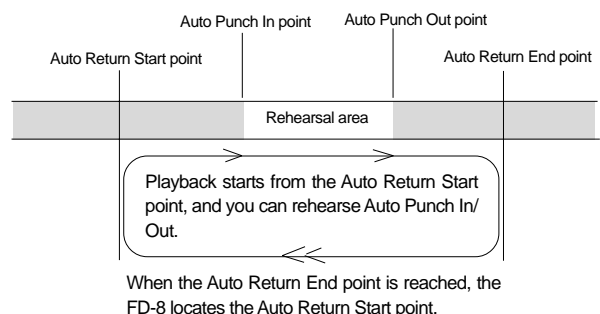 Auto Punch In point
Auto Punch Out point
Auto Return Start point
Auto Return End point
Rehearsal area
Playback starts from the Auto Return Start
point, and you can rehearse Auto Punch In/
Out.
When the Auto Return End point is reached, the
FD-8 locates the Auto Return Start point.